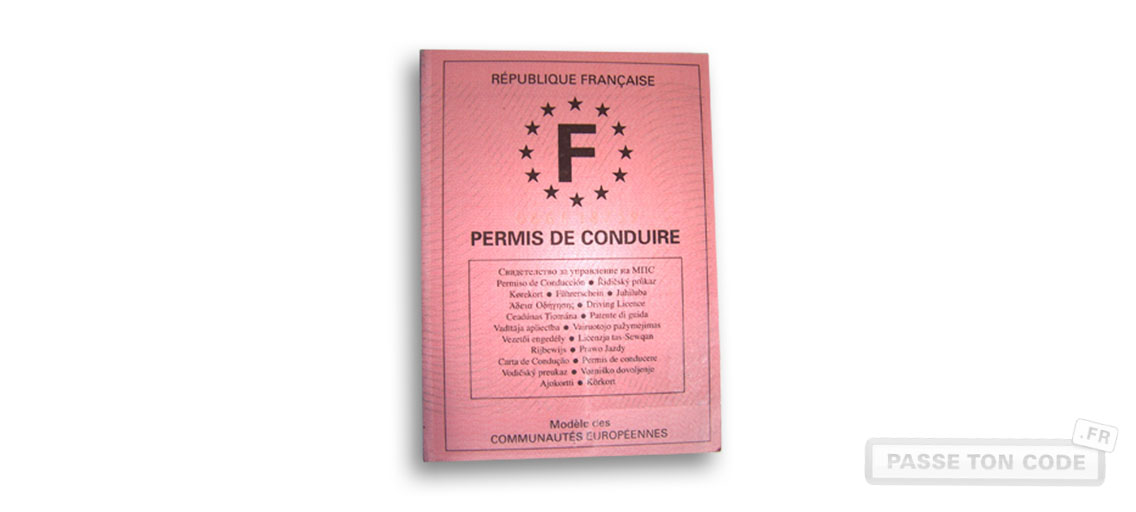 RÉPUBLIQUE FRANÇAISE
F
PERMIS DE CONDUIRE
Свидетелство за управление на МПС
Permiso de Conducción ● Řidičský průkaz
Kørekort ● Führerschein ● Juhiluba
Άδεια Οδήγησης ● Driving Licence
Ceadúnas Tiomána ● Patente di guida
Vadītāja apliecība ● Vairuotojo pažymėjimas
Vezetői engedély ● Liċenzja tas-Sewqan
Rijbewijs ● Prawo Jazdy
Carta de Condução ● Permis de conducere
Vodičský preukaz ● Vozniško dovoljenje
Ajokortti ● Körkort
Modèle des
COMMUNAUTÉS EUROPÉENNES
.FR
PASSE TON CODE